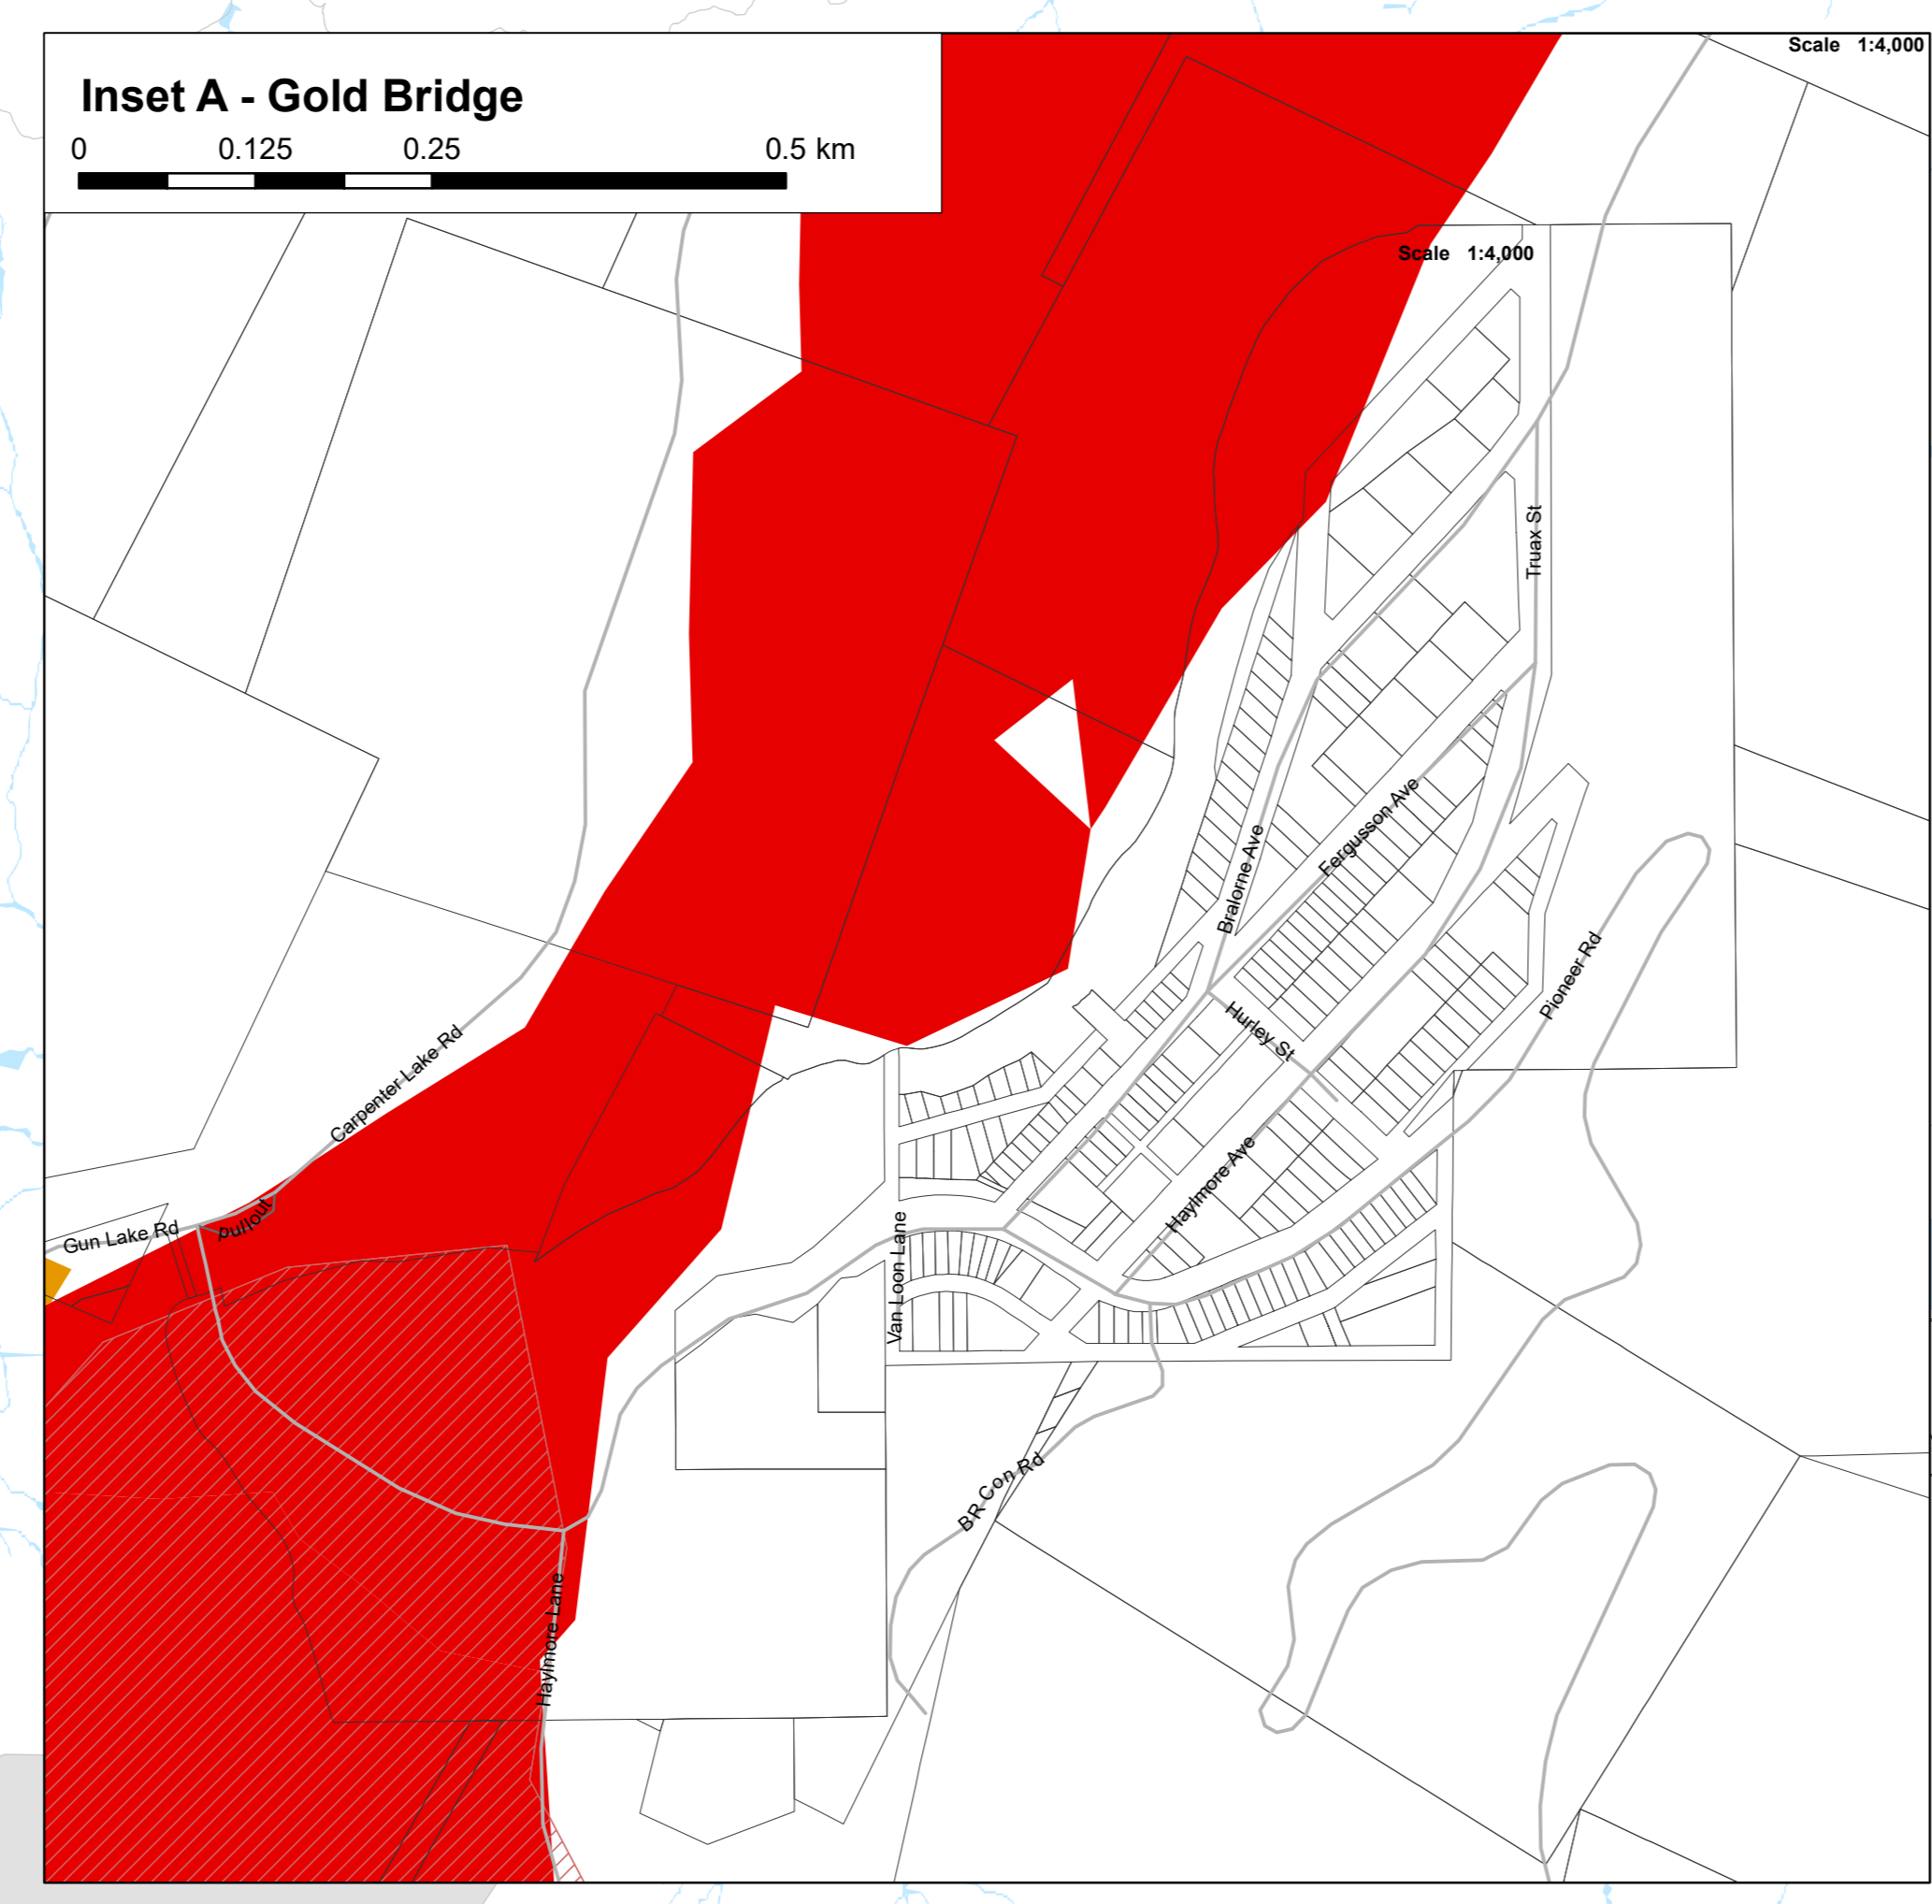 Scale 1:4,000
Inset A - Gold Bridge
0 0.125 0.25 0.5 km
Scale 1:4,000
Truax St
Fergusson Ave
Bralorne Ave
Pioneer Rd
Hurley St
Carpenter Lake Rd
Haylmore Ave
pullout
Gun Lake Rd
Van Loon Lane
BR Con Rd
Haylmore Lane